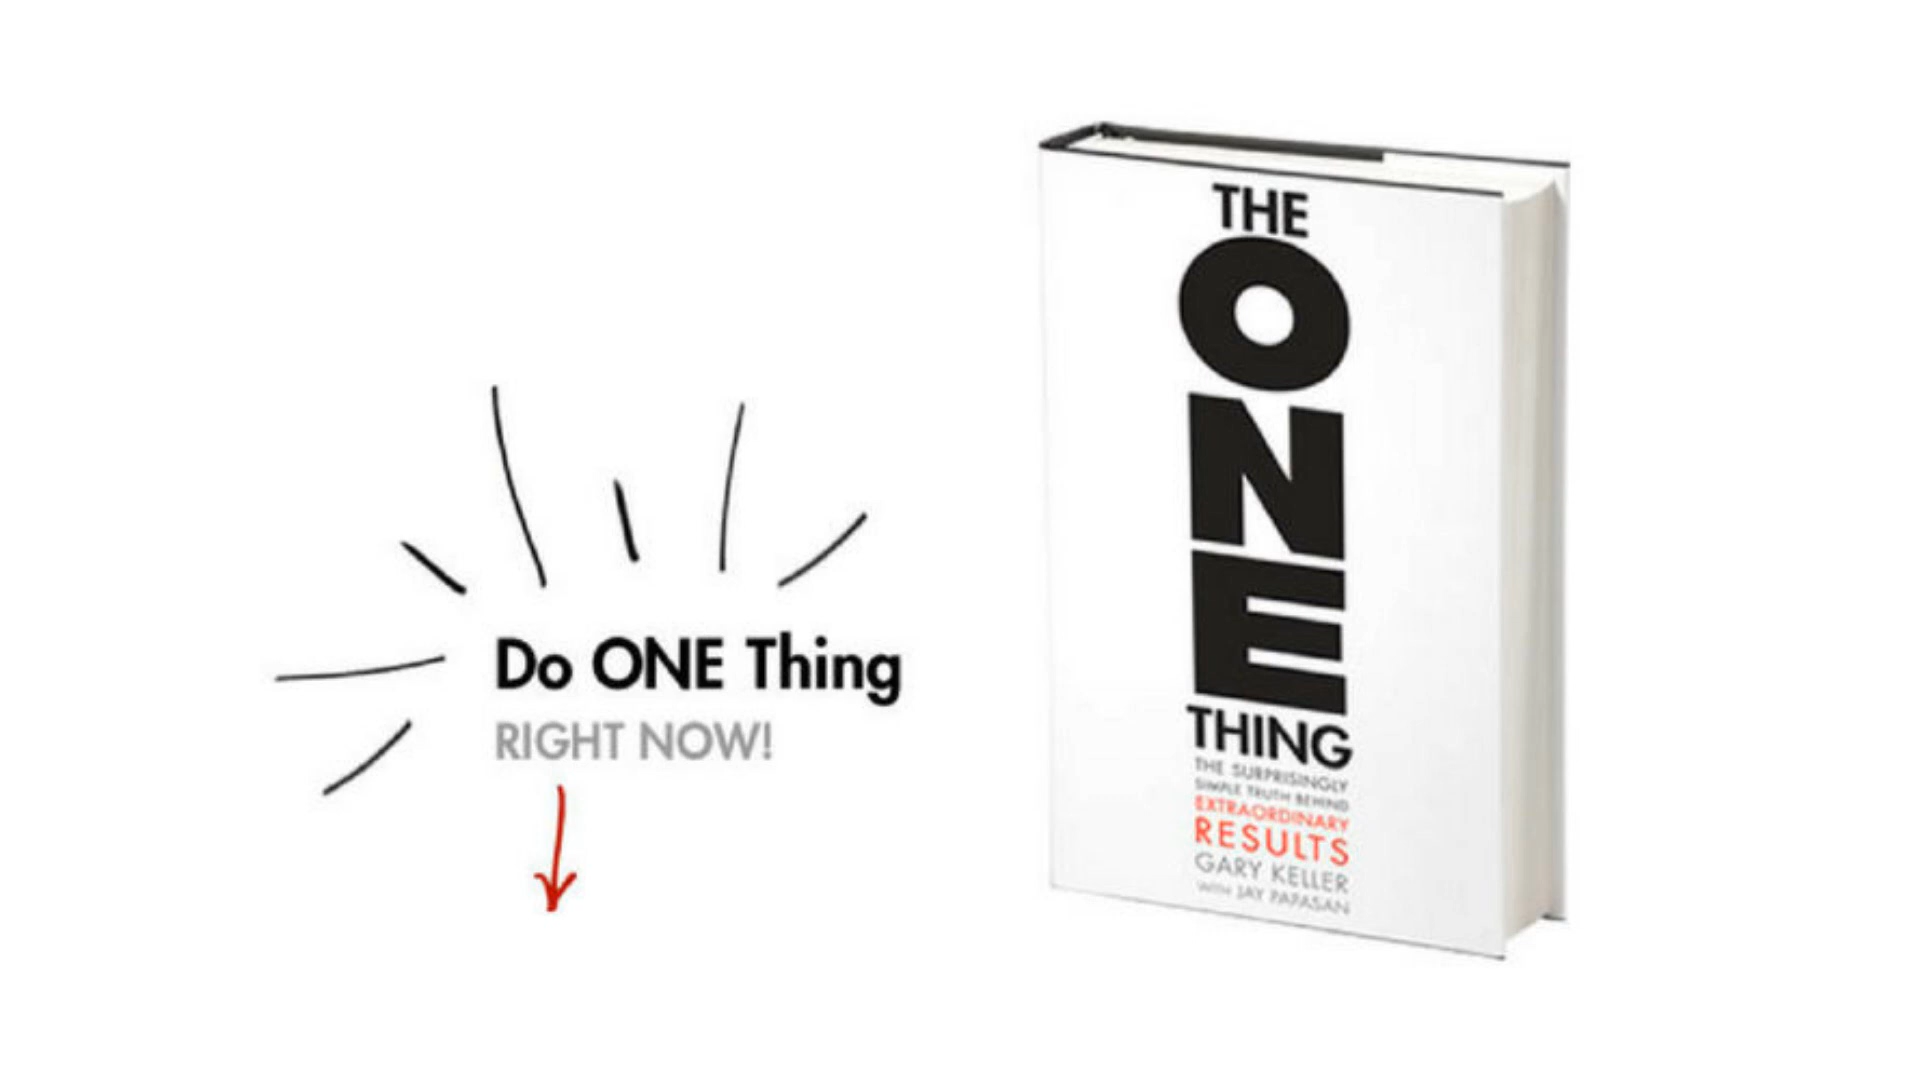 Do ONE Thing
RIGHT NOW!
THE
ONE
THING
THE SURPRISINGLY
SIMPLE TRUTH BEHIND
EXTRAORDINARY
RESULTS
GARY KELLER
WITH JAY PAPASAN